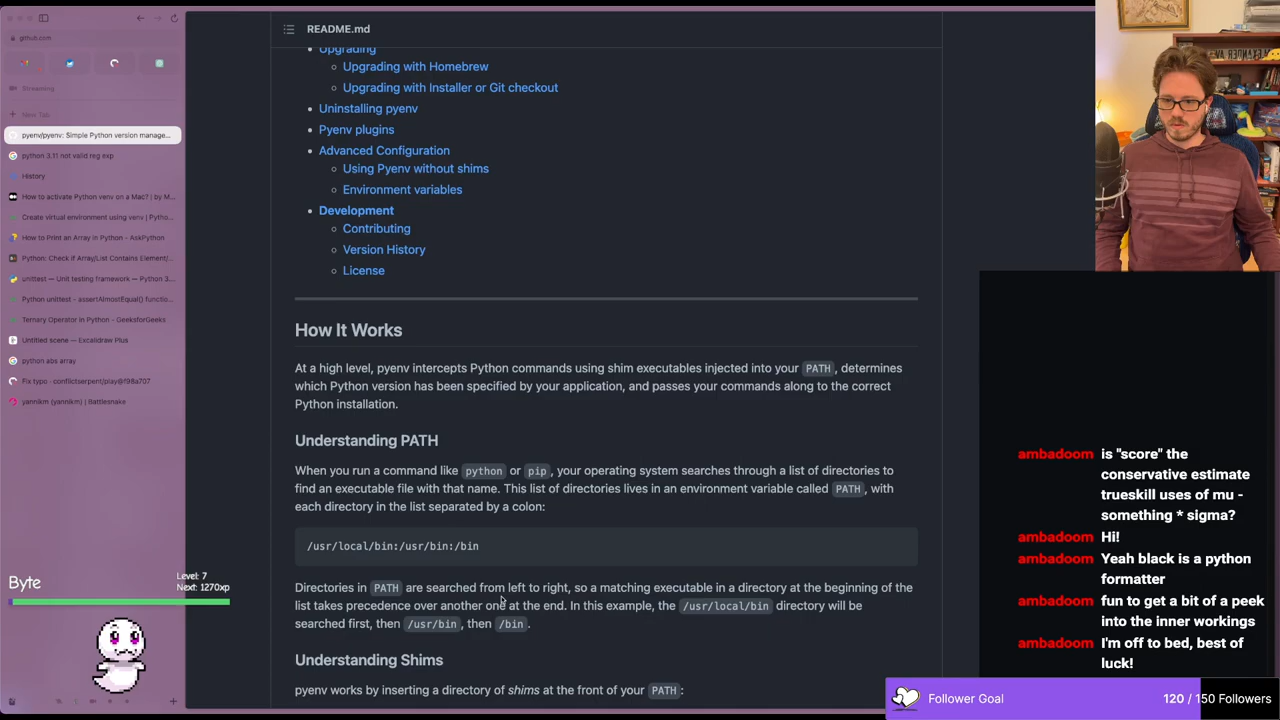 github.com
Streaming
New Tab
pyenv/pyenv: Simple Python version manage...
python 3.11 not valid reg exp
History
How to activate Python venv on a Mac? | by M...
Create virtual environment using venv | Pytho...
How to Print an Array in Python - AskPython
Python: Check if Array/List Contains Element/...
unittest — Unit testing framework — Python 3....
Python unittest - assertAlmostEqual() functio...
Ternery Operator in Python - GeeksforGeeks
Untitled scene — Excalidraw Plus
python abs array
Fix typo · conflictserpent/play@f98a707
yannikm (yannikm) | Battlesnake
Byte
Level: 7
Next: 1270xp
README.md
Upgrading
Upgrading with Homebrew
Upgrading with Installer or Git checkout
Uninstalling pyenv
Pyenv plugins
Advanced Configuration
Using Pyenv without shims
Environment variables
Development
Contributing
Version History
License
How It Works
At a high level, pyenv intercepts Python commands using shim executables injected into your PATH, determines
which Python version has been specified by your application, and passes your commands along to the correct
Python installation.
Understanding PATH
When you run a command like python or pip, your operating system searches through a list of directories to
find an executable file with that name. This list of directories lives in an environment variable called PATH, with
each directory in the list separated by a colon:
/usr/local/bin:/usr/bin:/bin
Directories in PATH are searched from left to right, so a matching executable in a directory at the beginning of the
list takes precedence over another one at the end. In this example, the /usr/local/bin directory will be
searched first, then /usr/bin, then /bin.
Understanding Shims
pyenv works by inserting a directory of shims at the front of your PATH:
ambadoom is "score" the
conservative estimate
trueskill uses of mu -
something * sigma?
ambadoom Hi!
ambadoom Yeah black is a python
formatter
ambadoom fun to get a bit of a peek
into the inner workings
ambadoom I'm off to bed, best of
luck!
Follower Goal
120 / 150 Followers